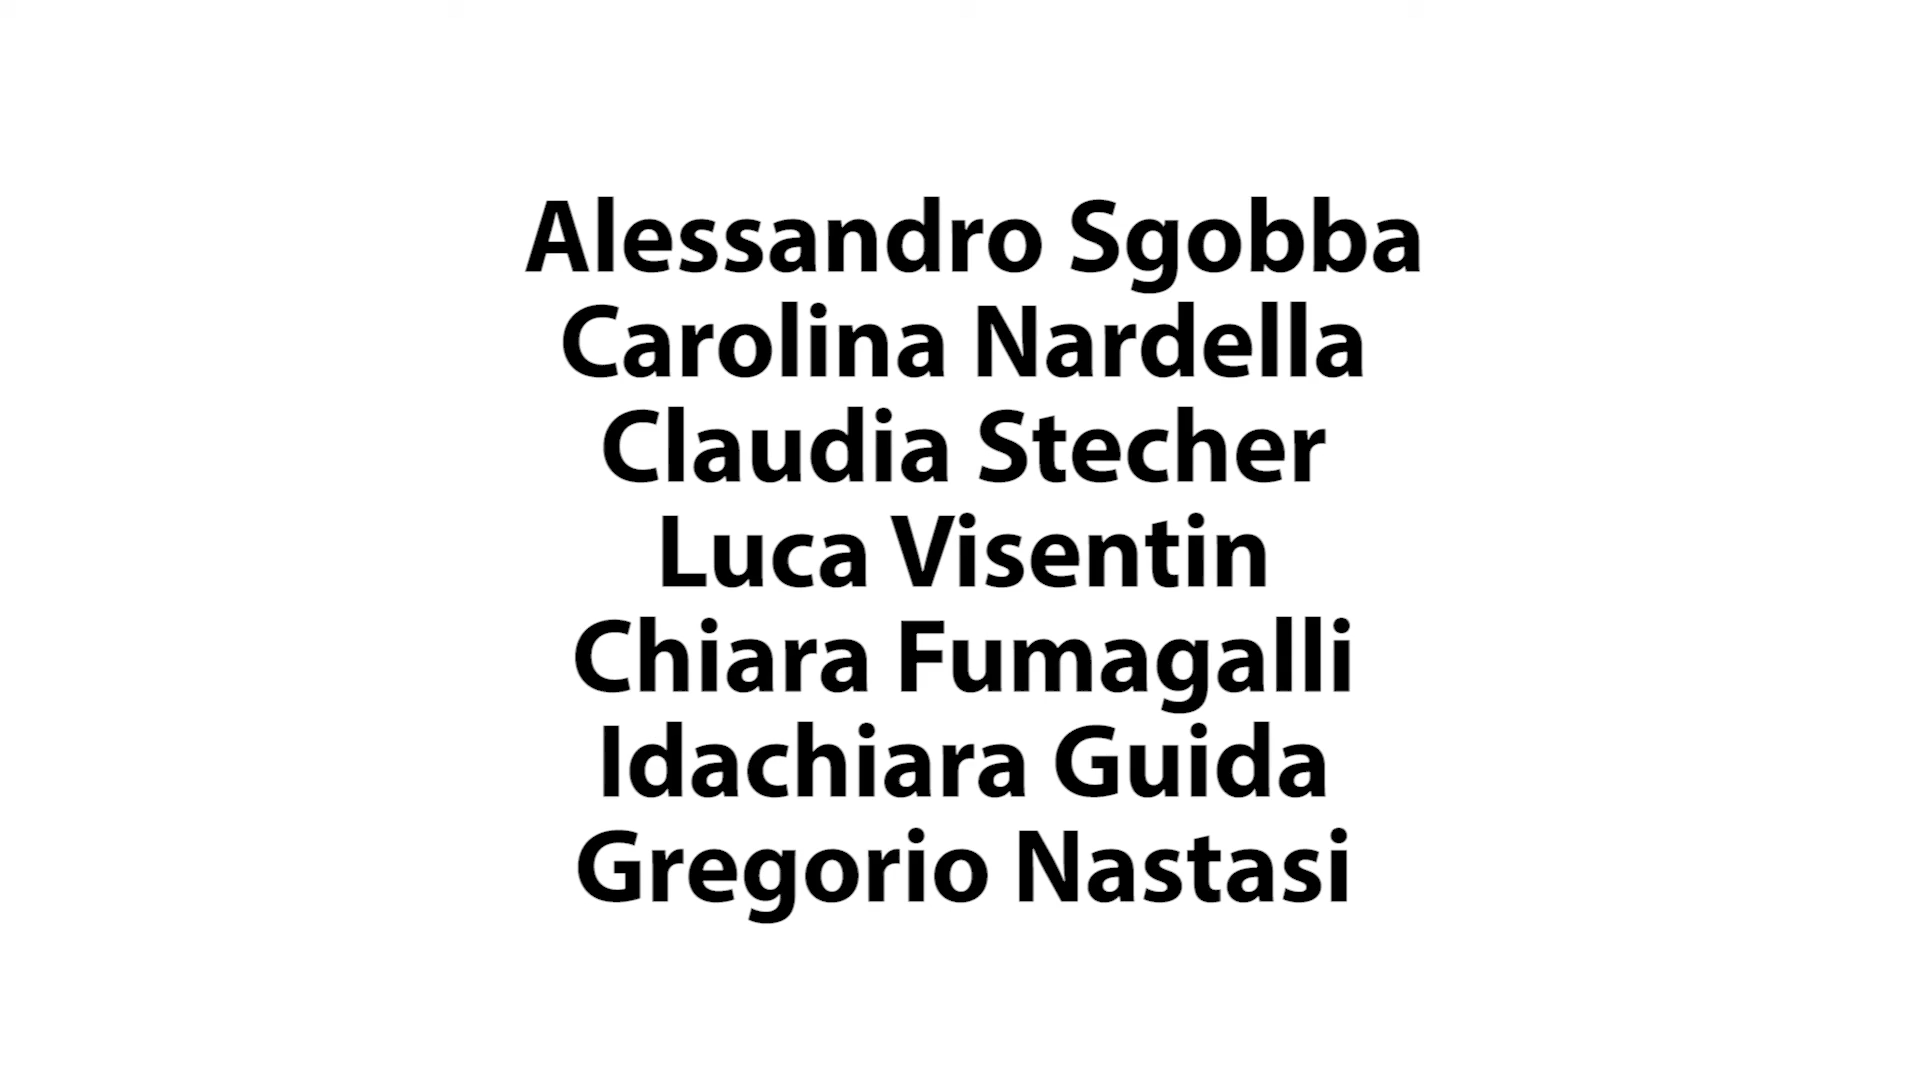 Alessandro Sgobba
Carolina Nardella
Claudia Stecher
Luca Visentin
Chiara Fumagalli
Idachiara Guida
Gregorio Nastasi